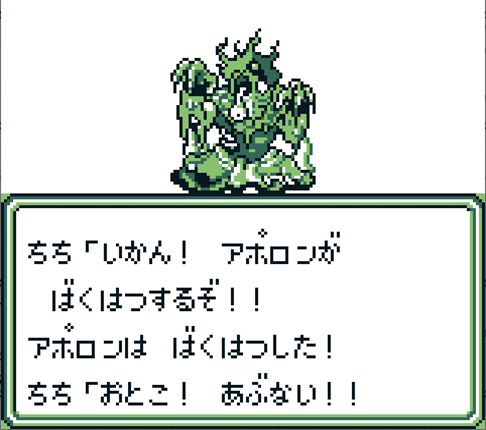 ちち「いかん！　アポロンが
ばくはつするぞ！！
アポロンは　ばくはつした！
ちち「おとこ！　あぶない！！